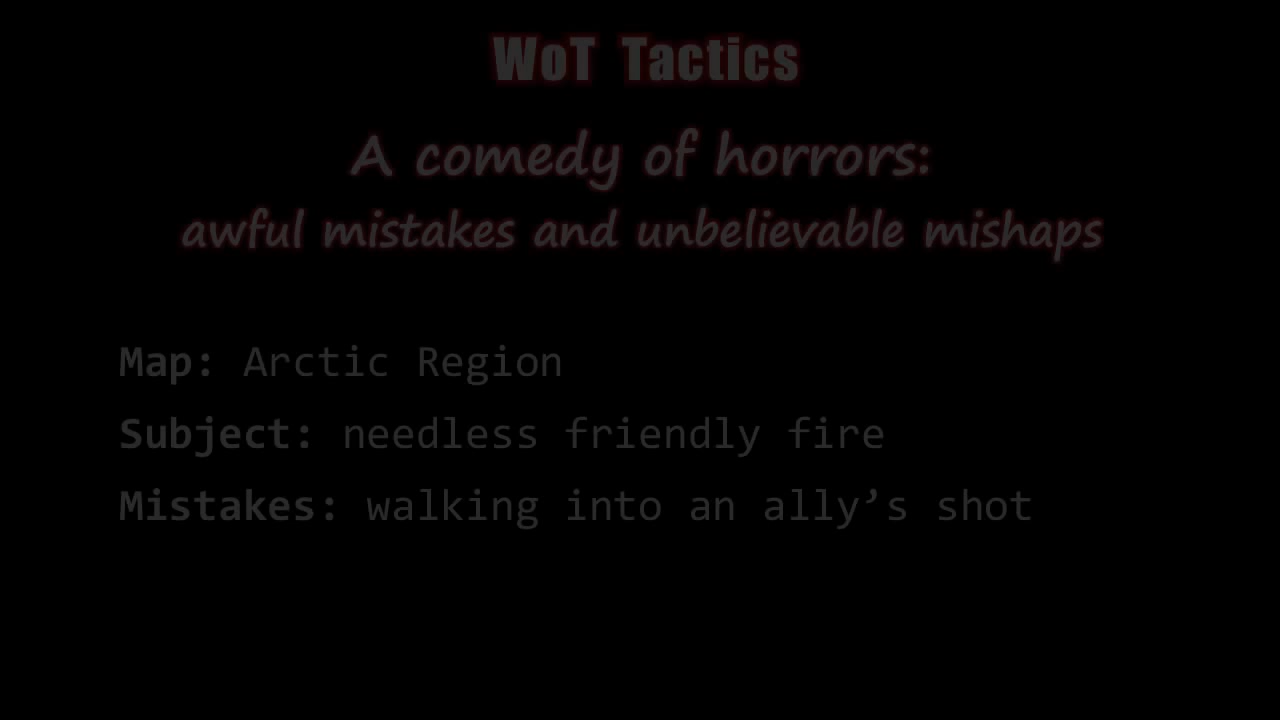 WoT Tactics
A comedy of horrors:
awful mistakes and unbelievable mishaps
Map: Arctic Region
Subject: needless friendly fire
Mistakes: walking into an ally’s shot